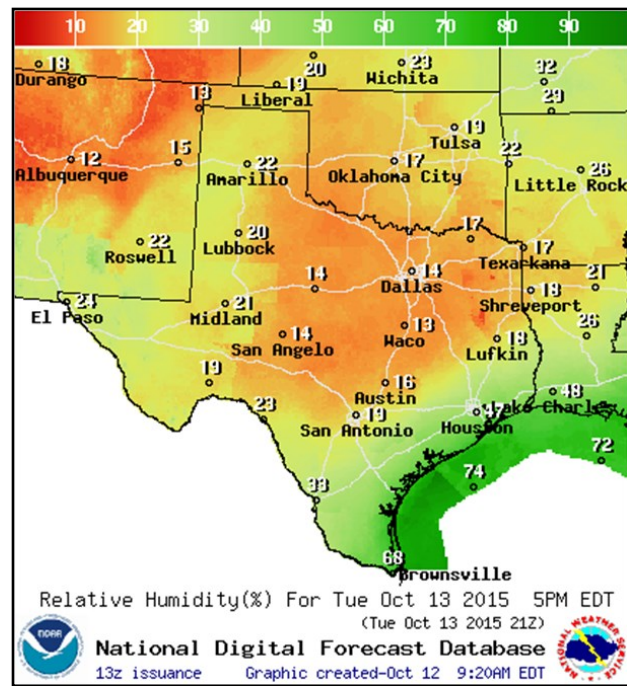 10 20 30 40 50 60 70 80 90
18 20 23 32
Durango Wichita
19 29
Liberal
13
19
Tulsa
12 15 22 17 22 26
Albuquerque Amarillo Oklahoma City Little Rock
22 20 17 17
Roswell Lubbock Texarkana
14 14 21
Dallas
24 21 18
El Paso Midland Shreveport
14 13 18 26
San Angelo Waco Lufkin
19 16
Austin
48
23 19 47 Lake Charles
San Antonio Houston
72
33 74
68
Brownsville
Relative Humidity(%) For Tue Oct 13 2015 5PM EDT
(Tue Oct 13 2015 21Z)
NOAA
National Digital Forecast Database
13z issuance Graphic created-Oct 12 9:20AM EDT
NATIONAL WEATHER SERVICE